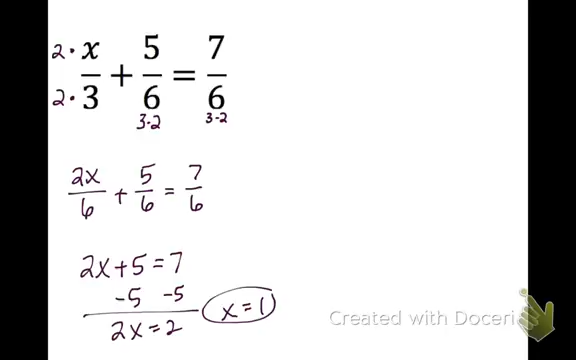 2 · x/3 · 2 + 5/6 = 7/6
3·2 3·2
2x/6 + 5/6 = 7/6
2x + 5 = 7
-5 -5
2x = 2 x = 1
Created with Doceri